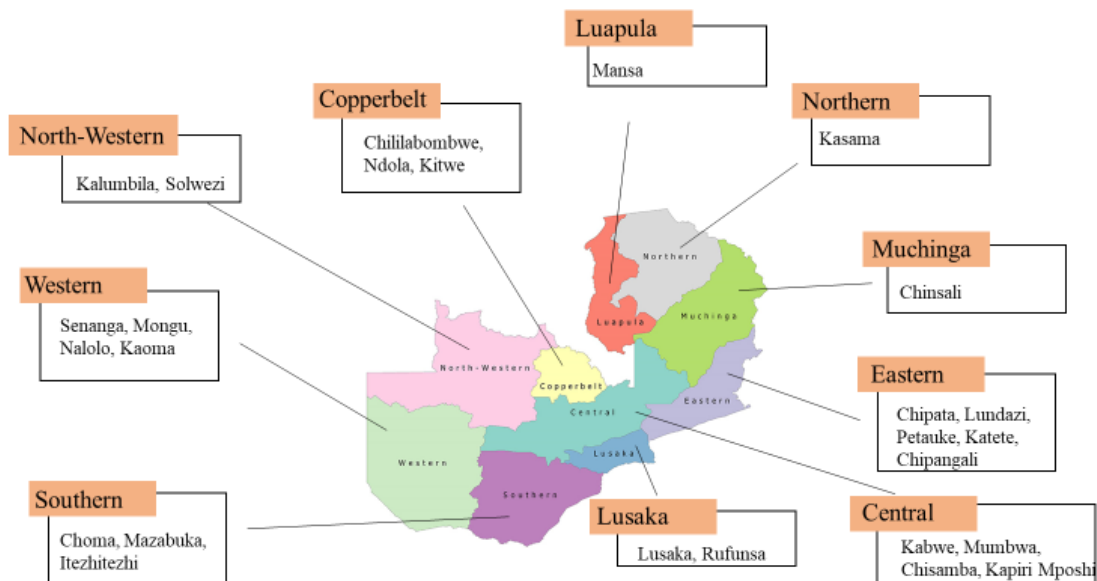 Luapula
Mansa
Copperbelt
Chililabombwe,
Ndola, Kitwe
Northern
Kasama
North-Western
Kalumbila, Solwezi
Muchinga
Chinsali
Western
Senanga, Mongu,
Nalolo, Kaoma
Eastern
Chipata, Lundazi,
Petauke, Katete,
Chipangali
Southern
Choma, Mazabuka,
Itezhitezhi
Lusaka
Lusaka, Rufunsa
Central
Kabwe, Mumbwa,
Chisamba, Kapiri Mposhi
Northern
Luapula
Muchinga
North-Western
Copperbelt
Central
Eastern
Lusaka
Western
Southern